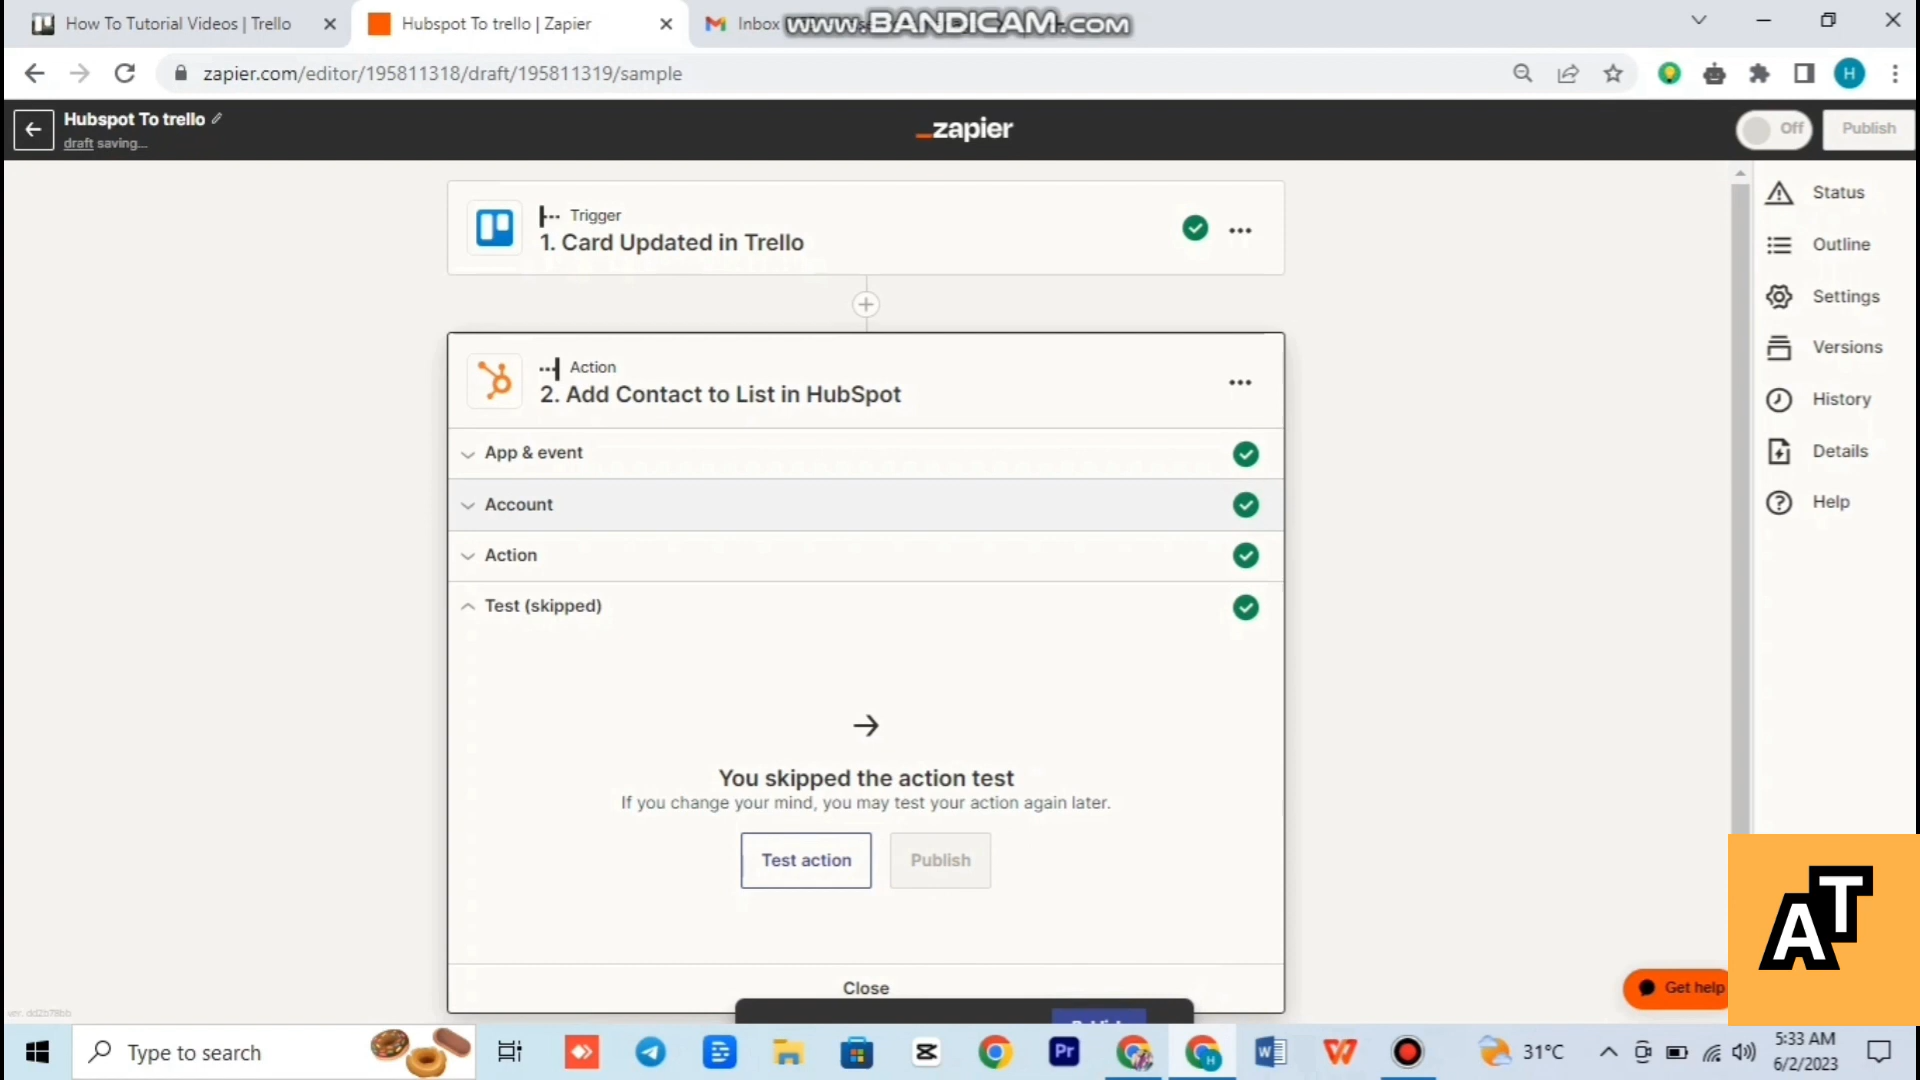 How To Tutorial Videos | Trello
Hubspot To trello | Zapier
Inbox
www.BANDICAM.com
zapier.com/editor/195811318/draft/195811319/sample
H
Hubspot To trello
draft saving...
_zapier
Off
Publish
Trigger
1. Card Updated in Trello
Action
2. Add Contact to List in HubSpot
App & event
Account
Action
Test (skipped)
You skipped the action test
If you change your mind, you may test your action again later.
Test action
Publish
Close
Status
Outline
Settings
Versions
History
Details
Help
Get help
AT
ver. dd2b78bb
Type to search
Pr
H
31°C
5:33 AM
6/2/2023